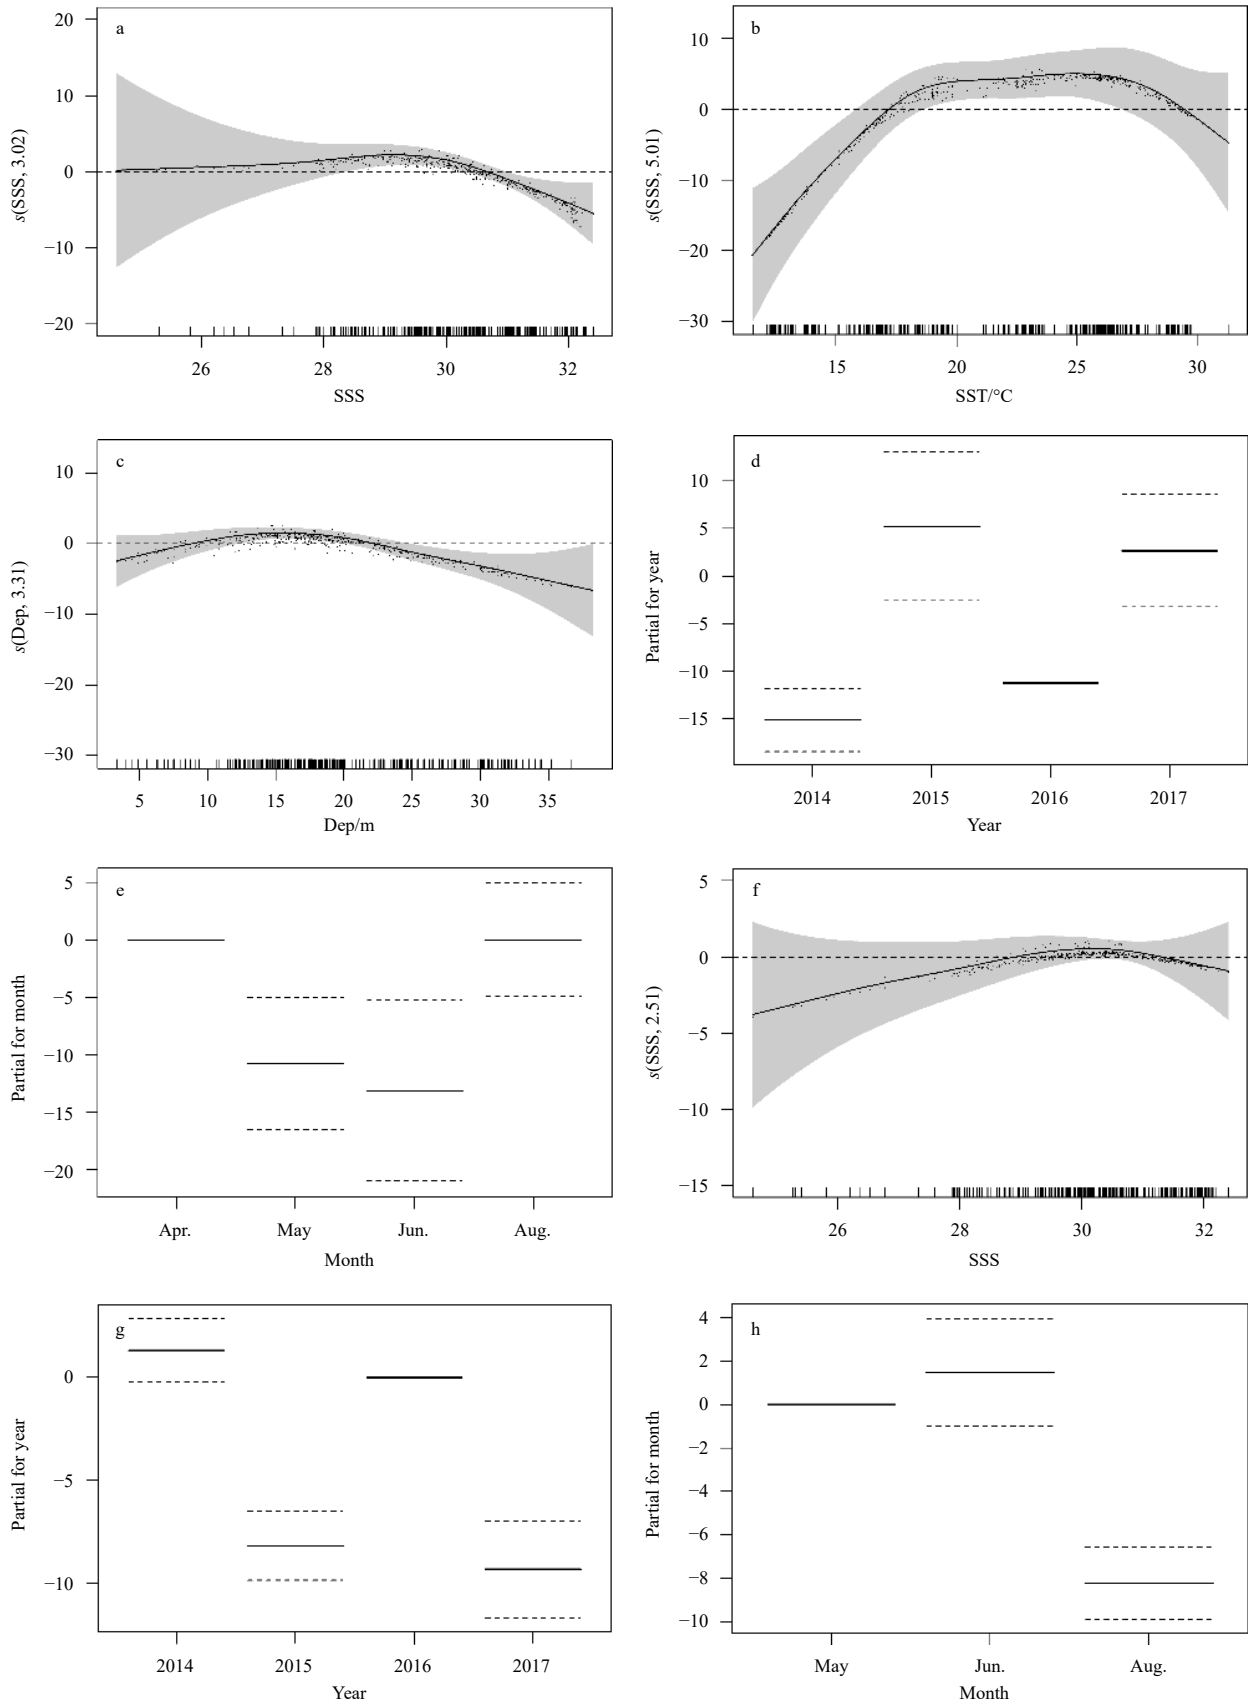 a
20
10
0
−10
−20
s(SSS, 3.02)
26 28 30 32
SSS
b
10
0
−10
−20
−30
s(SSS, 5.01)
15 20 25 30
SST/°C
c
10
0
−10
−20
−30
s(Dep, 3.31)
5 10 15 20 25 30 35
Dep/m
d
10
5
0
−5
−10
−15
Partial for year
2014 2015 2016 2017
Year
e
5
0
−5
−10
−15
−20
Partial for month
Apr. May Jun. Aug.
Month
f
5
0
−5
−10
−15
s(SSS, 2.51)
26 28 30 32
SSS
g
0
−5
−10
Partial for year
2014 2015 2016 2017
Year
h
4
2
0
−2
−4
−6
−8
−10
Partial for month
May Jun. Aug.
Month